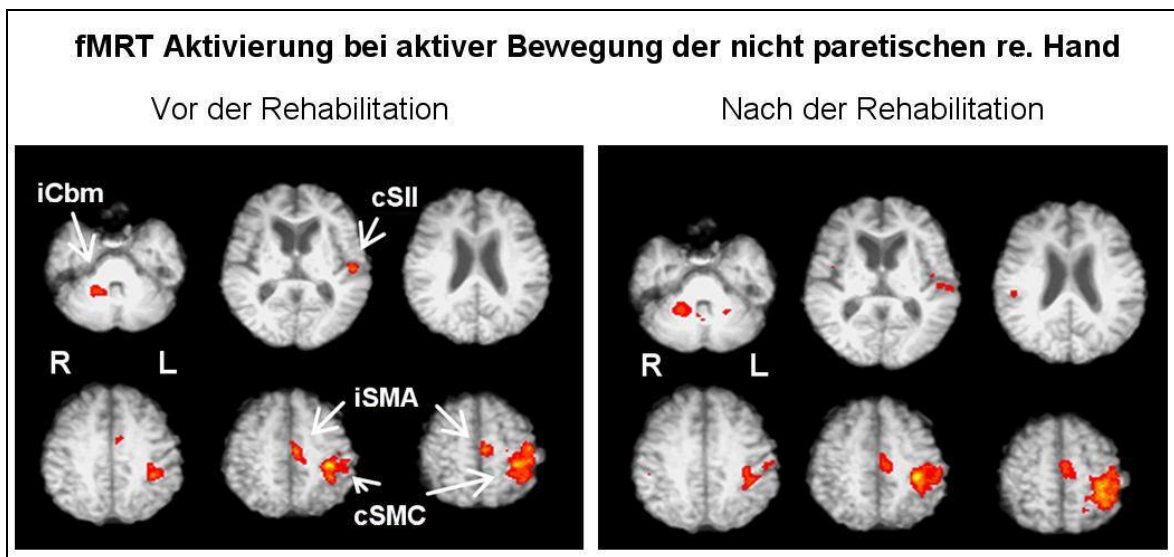 fMRT Aktivierung bei aktiver Bewegung der nicht paretischen re. Hand
Vor der Rehabilitation
Nach der Rehabilitation
iCbm
cSII
R
L
iSMA
cSMC
R
L